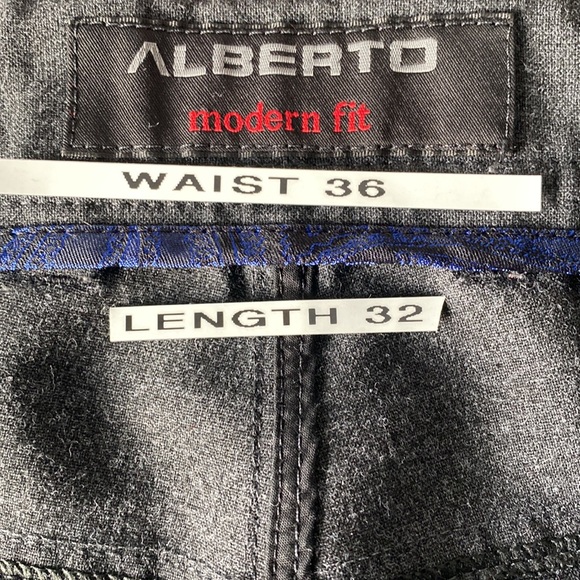 ALBERTO
modern fit
WAIST 36
LENGTH 32